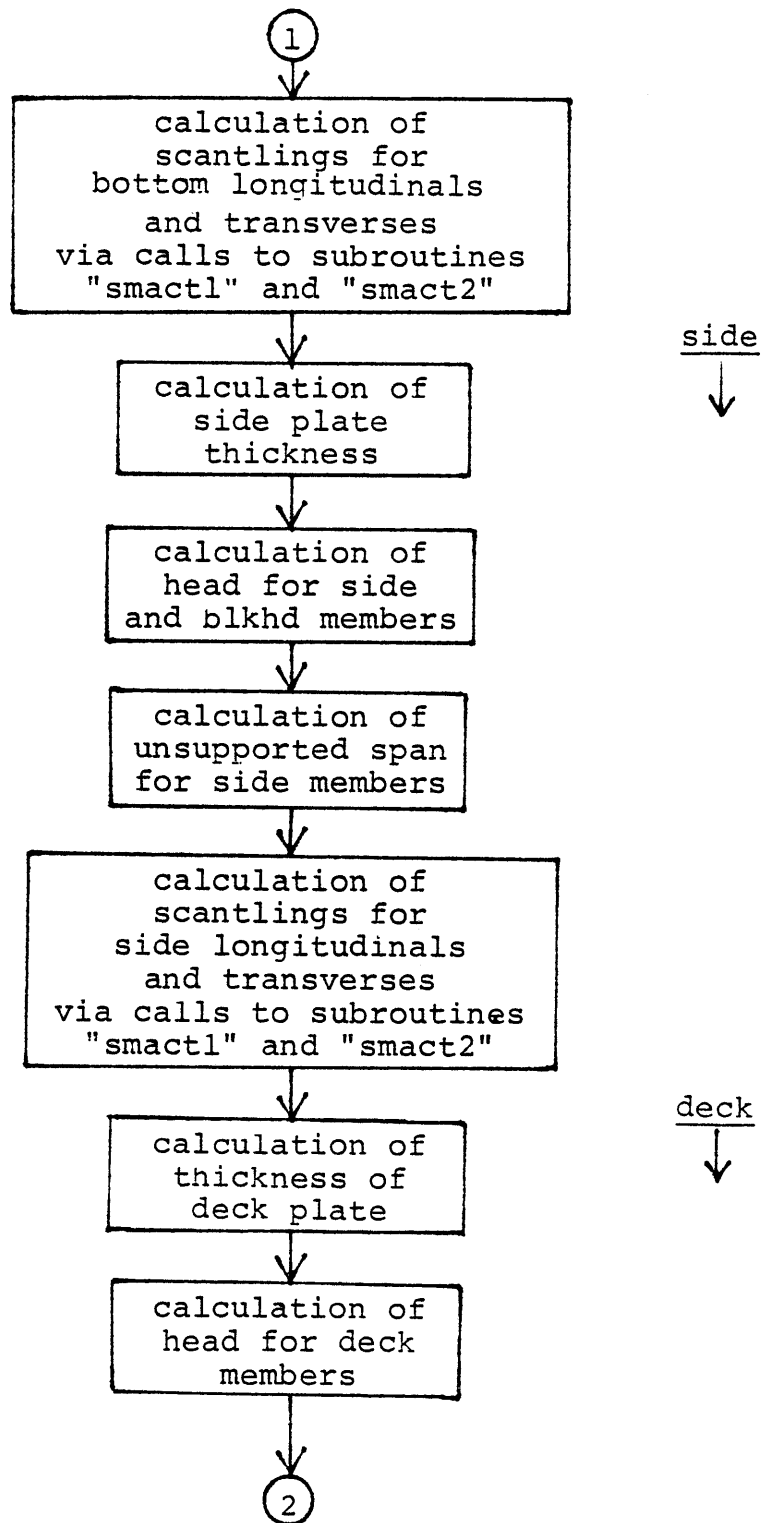 1
calculation of
scantlings for
bottom longitudinals
and transverses
via calls to subroutines
"smact1" and "smact2"
side
calculation of
side plate
thickness
calculation of
head for side
and blkhd members
calculation of
unsupported span
for side members
calculation of
scantlings for
side longitudinals
and transverses
via calls to subroutines
"smact1" and "smact2"
deck
calculation of
thickness of
deck plate
calculation of
head for deck
members
2